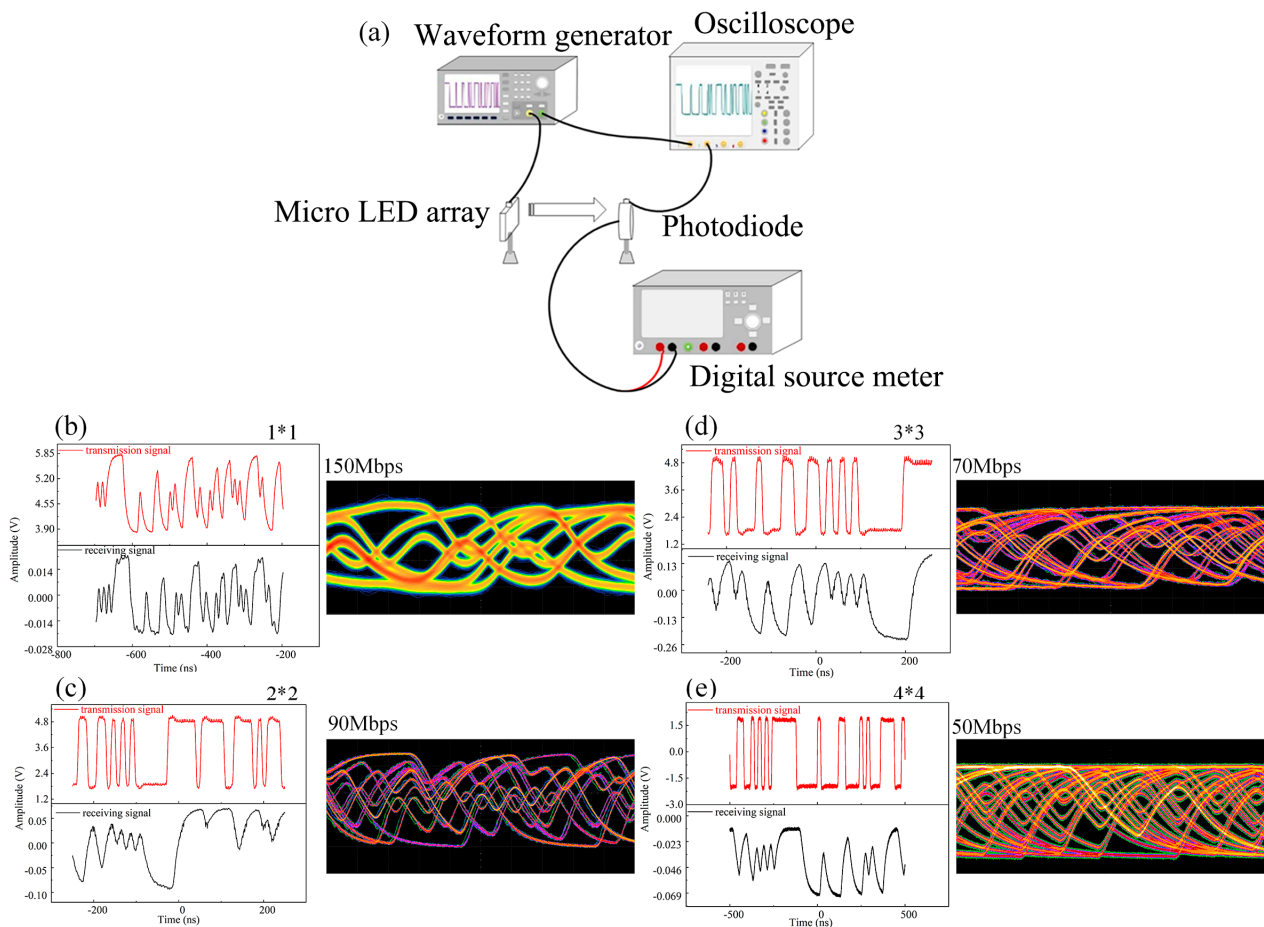 (a)
Waveform generator
Oscilloscope
Micro LED array
Photodiode
Digital source meter
(b)
1*1
150Mbps
transmission signal
5.85
5.20
4.55
3.90
receiving signal
0.014
0.000
-0.014
-0.028
Amplitude (V)
-800
-600
-400
-200
Time (ns)
(d)
3*3
70Mbps
transmission signal
4.8
3.6
2.4
1.2
receiving signal
0.13
0.00
-0.13
-0.26
Amplitude (V)
-200
0
200
Time (ns)
(c)
2*2
90Mbps
transmission signal
4.8
3.6
2.4
1.2
receiving signal
0.05
0.00
-0.05
-0.10
Amplitude (V)
-200
0
200
Time (ns)
(e)
4*4
50Mbps
transmission signal
1.5
0.0
-1.5
-3.0
receiving signal
0.000
-0.023
-0.046
-0.069
Amplitude (V)
-500
0
500
Time (ns)